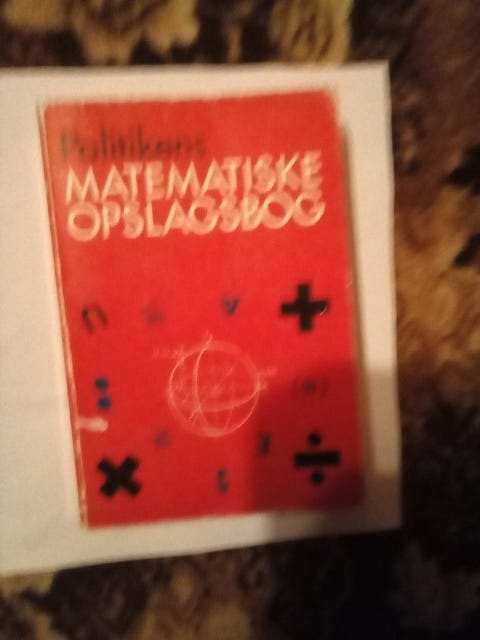 Politikens
MATEMATISKE
OPSLAGSBOG
+
×
÷